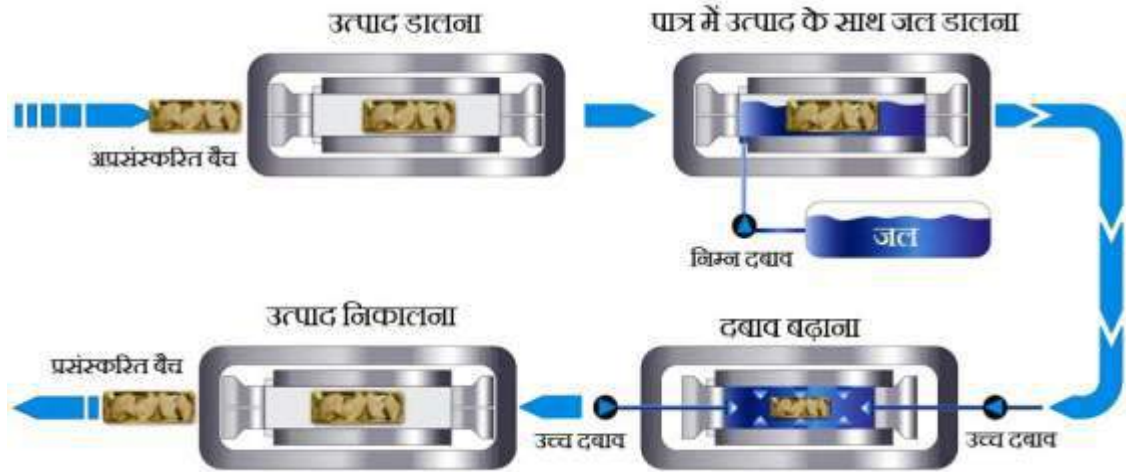 उत्पाद डालना
पात्र में उत्पाद के साथ जल डालना
अप्रसंस्करित बैच
जल
निम्न दबाव
उत्पाद निकालना
दबाव बढ़ाना
प्रसंस्करित बैच
उच्च दबाव
उच्च दबाव